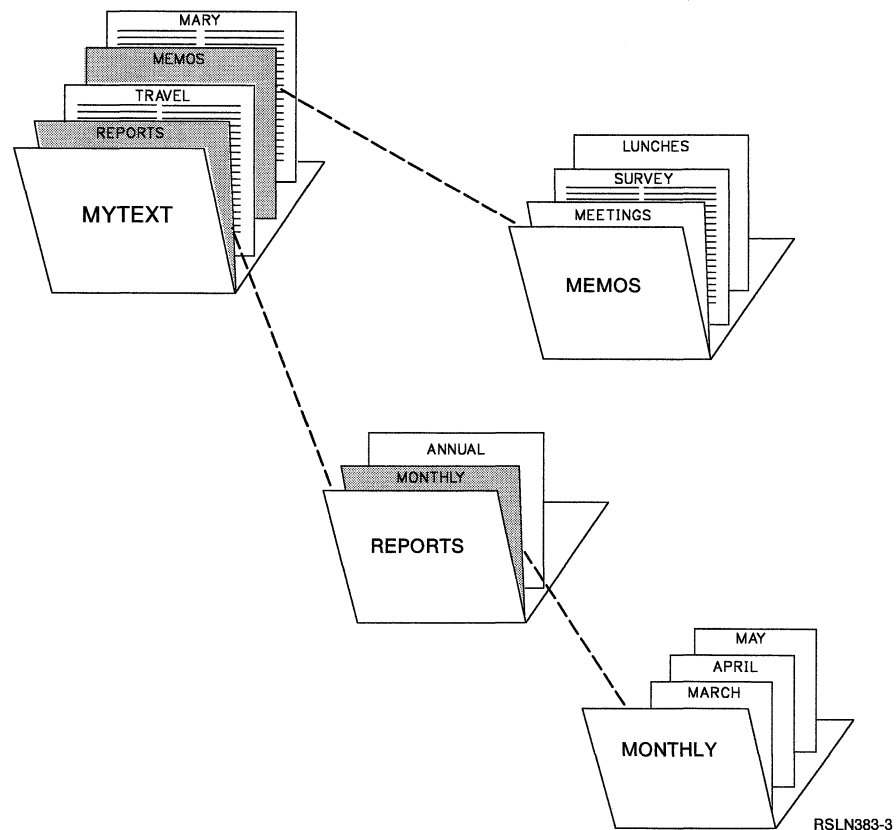 MARY
MEMOS
TRAVEL
REPORTS
MYTEXT
LUNCHES
SURVEY
MEETINGS
MEMOS
ANNUAL
MONTHLY
REPORTS
MAY
APRIL
MARCH
MONTHLY
RSLN383-3